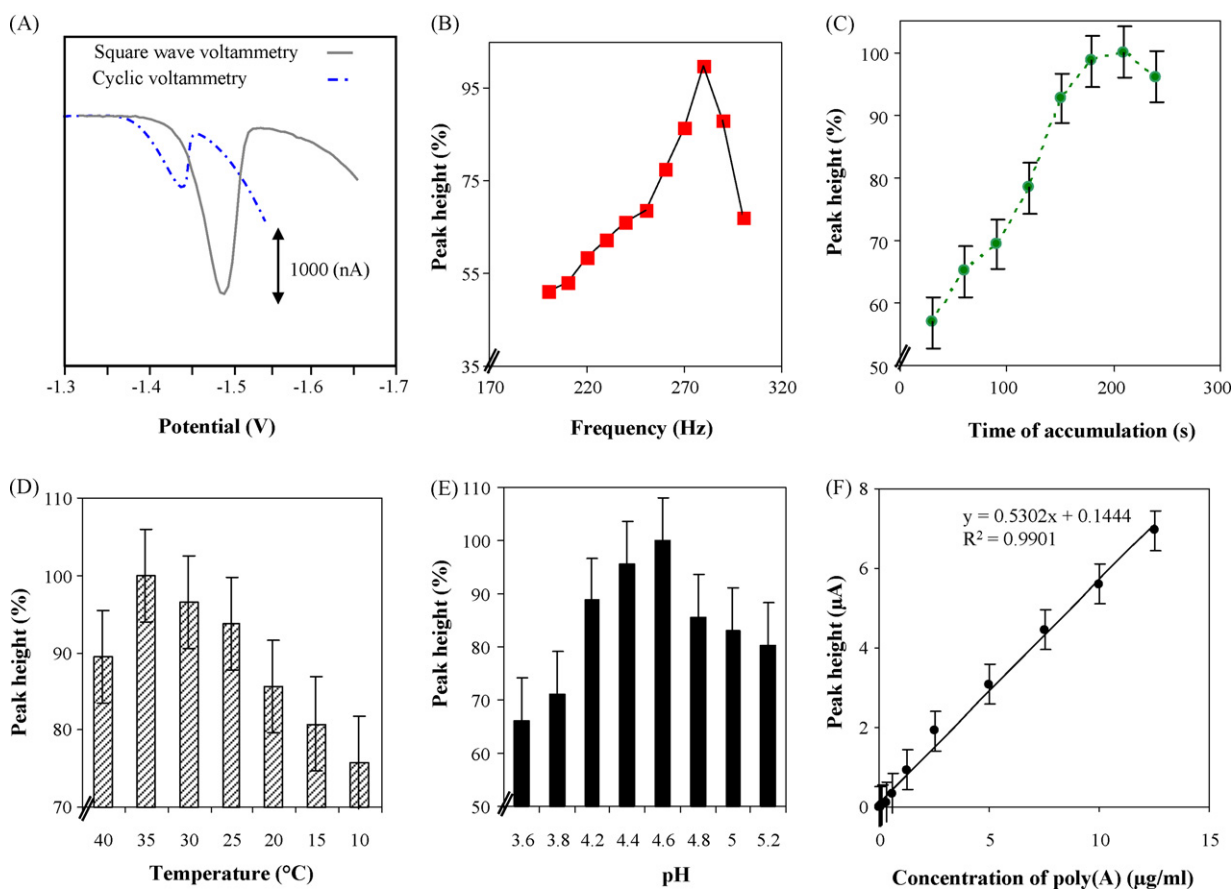 (A)
Square wave voltammetry
Cyclic voltammetry
1000 (nA)
-1.3 -1.4 -1.5 -1.6 -1.7
Potential (V)
(B)
Peak height (%)
95
75
55
35
170 220 270 320
Frequency (Hz)
(C)
Peak height (%)
100
90
80
70
60
50
0 100 200 300
Time of accumulation (s)
(D)
Peak height (%)
110
100
90
80
70
40 35 30 25 20 15 10
Temperature (°C)
(E)
Peak height (%)
110
100
90
80
70
60
50
3.6 3.8 4.2 4.4 4.6 4.8 5 5.2
pH
(F)
Peak height (µA)
8
6
4
2
0
y = 0.5302x + 0.1444
R² = 0.9901
0 5 10 15
Concentration of poly(A) (µg/ml)